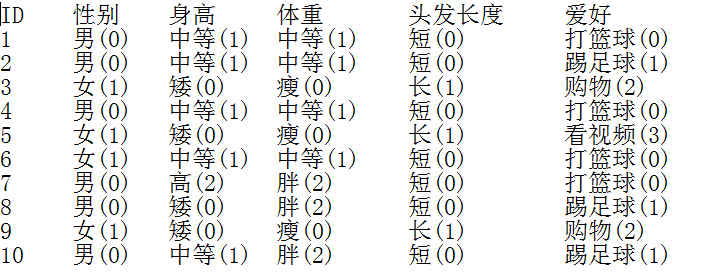 ID 性别 身高 体重 头发长度 爱好
1 男(0) 中等(1) 中等(1) 短(0) 打篮球(0)
2 男(0) 中等(1) 中等(1) 短(0) 踢足球(1)
3 女(1) 矮(0) 瘦(0) 长(1) 购物(2)
4 男(0) 中等(1) 中等(1) 短(0) 打篮球(0)
5 女(1) 矮(0) 瘦(0) 长(1) 看视频(3)
6 女(1) 中等(1) 中等(1) 短(0) 打篮球(0)
7 男(0) 高(2) 胖(2) 短(0) 打篮球(0)
8 男(0) 矮(0) 胖(2) 短(0) 踢足球(1)
9 女(1) 矮(0) 瘦(0) 长(1) 购物(2)
10 男(0) 中等(1) 胖(2) 短(0) 踢足球(1)